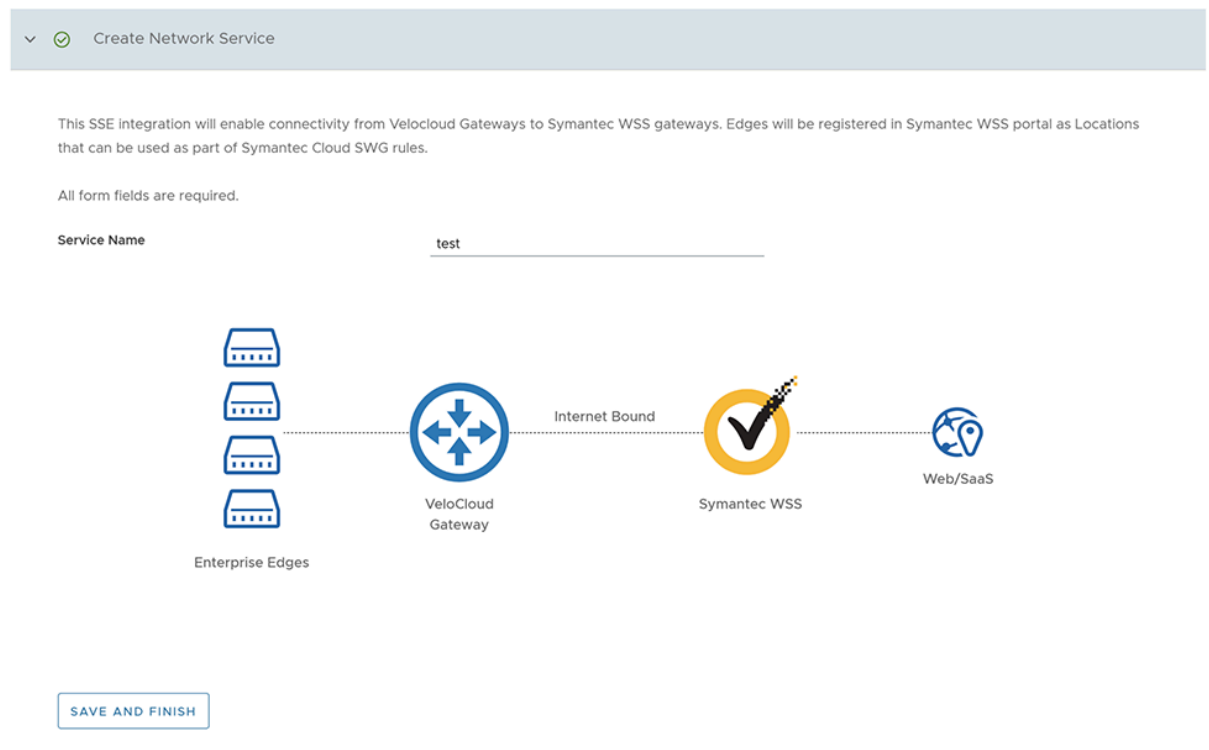 Create Network Service
This SSE integration will enable connectivity from Velocloud Gateways to Symantec WSS gateways. Edges will be registered in Symantec WSS portal as Locations
that can be used as part of Symantec Cloud SWG rules.
All form fields are required.
Service Name
test
Internet Bound
Web/SaaS
VeloCloud
Gateway
Symantec WSS
Enterprise Edges
SAVE AND FINISH